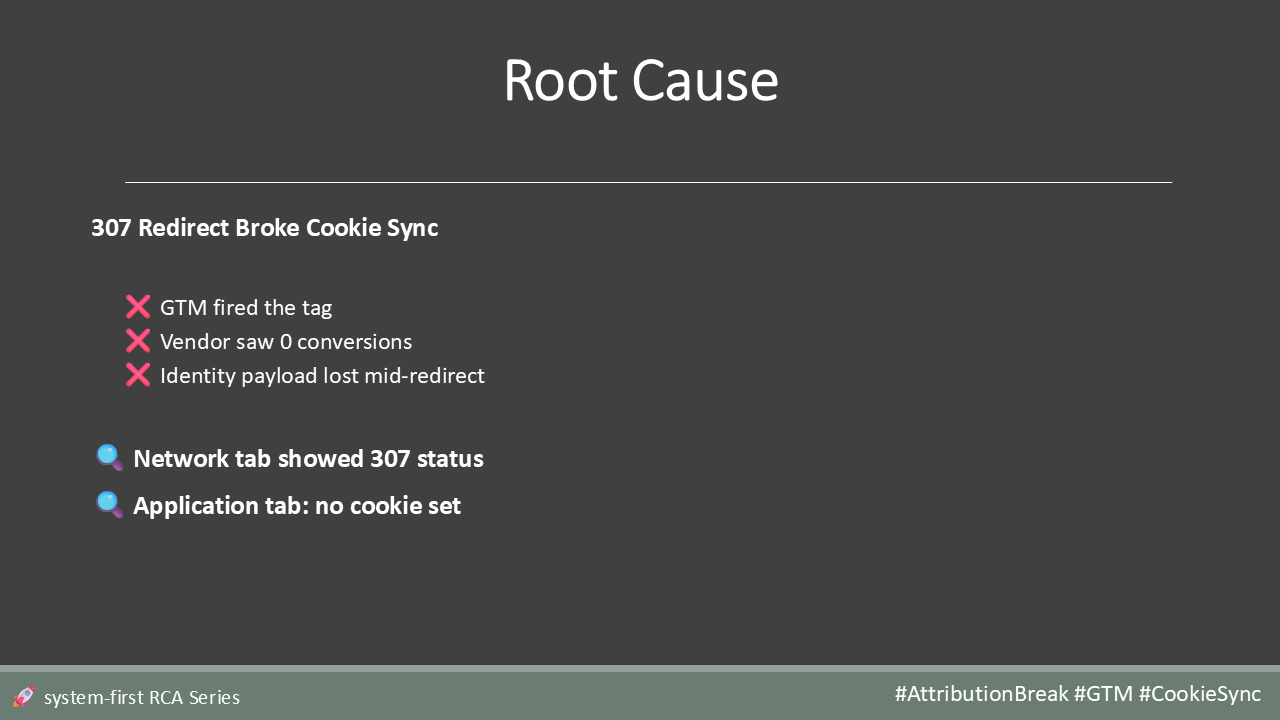 Root Cause
307 Redirect Broke Cookie Sync
❌ GTM fired the tag
❌ Vendor saw 0 conversions
❌ Identity payload lost mid-redirect
🔍 Network tab showed 307 status
🔍 Application tab: no cookie set
🚀 system-first RCA Series
#AttributionBreak #GTM #CookieSync